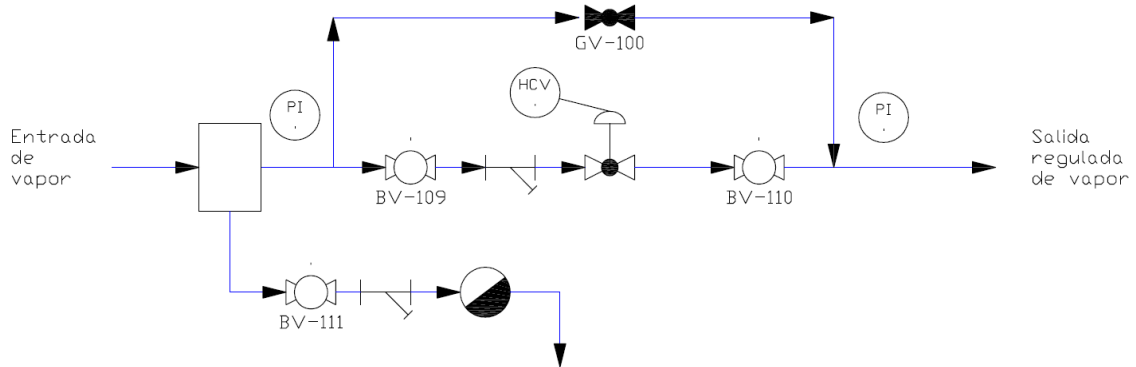 GV-100
HCV
PI
PI
Entrada
de
vapor
Salida
regulada
de vapor
BV-109
BV-110
BV-111